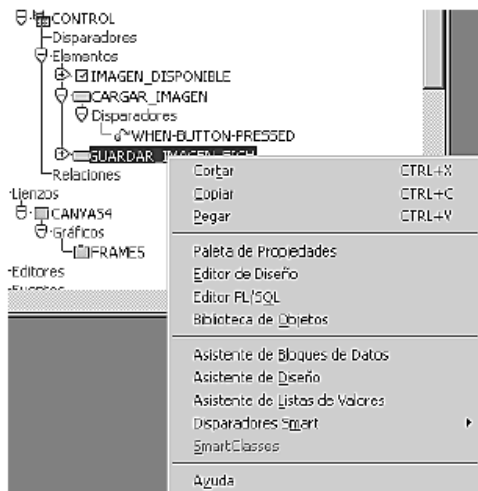 CONTROL
Disparadores
Elementos
IMAGEN_DISPONIBLE
CARGAR_IMAGEN
Disparadores
WHEN-BUTTON-PRESSED
GUARDAR_IMAGEN_FICH
Relaciones
Lienzos
CANVAS4
Gráficos
FRAME5
Editores
Cortar CTRL+X
Copiar CTRL+C
Pegar CTRL+V
Paleta de Propiedades
Editor de Diseño
Editor PL/SQL
Biblioteca de Objetos
Asistente de Bloques de Datos
Asistente de Diseño
Asistente de Listas de Valores
Disparadores Smart
SmartClasses
Ayuda